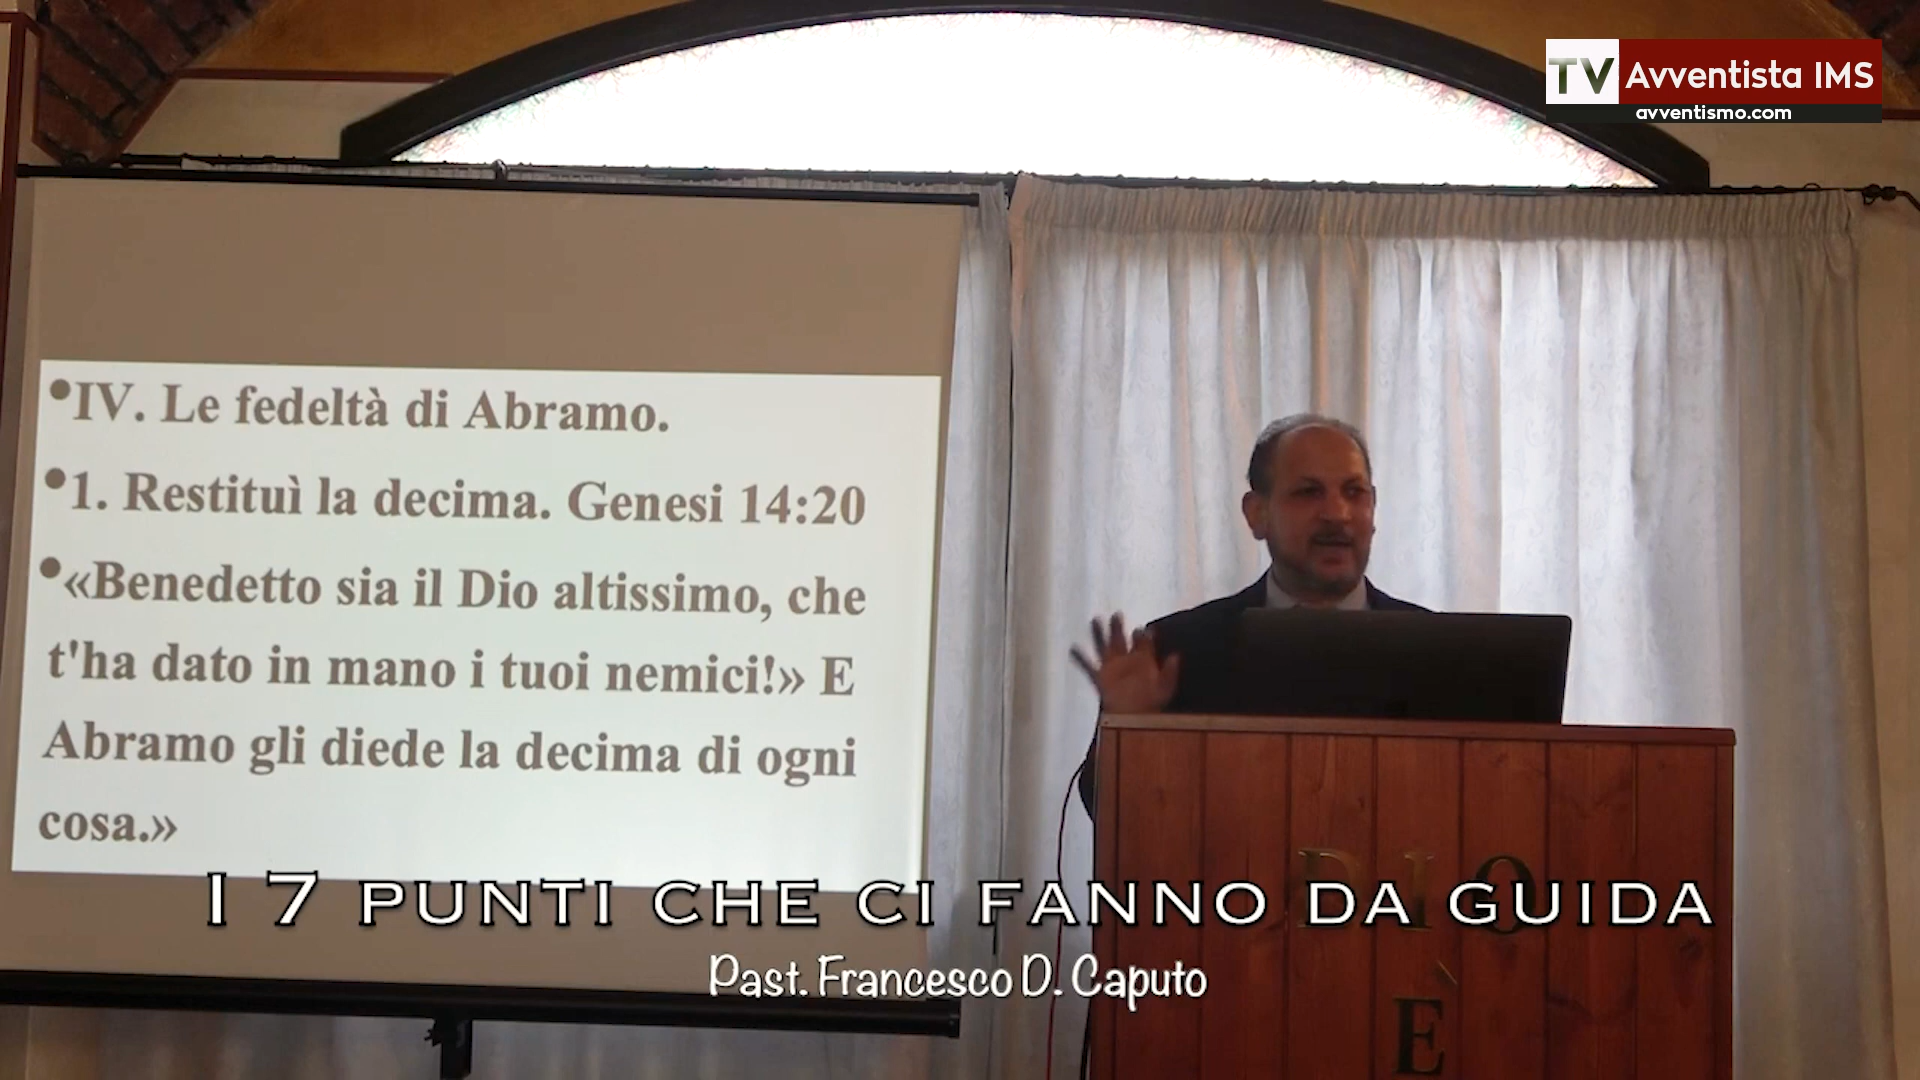 TV Avventista IMS
avventismo.com
•IV. Le fedeltà di Abramo.
•1. Restituì la decima. Genesi 14:20
•«Benedetto sia il Dio altissimo, che
t'ha dato in mano i tuoi nemici!» E
Abramo gli diede la decima di ogni
cosa.»
I 7 PUNTI CHE CI FANNO DA GUIDA
Past. Francesco D. Caputo
DIO
È